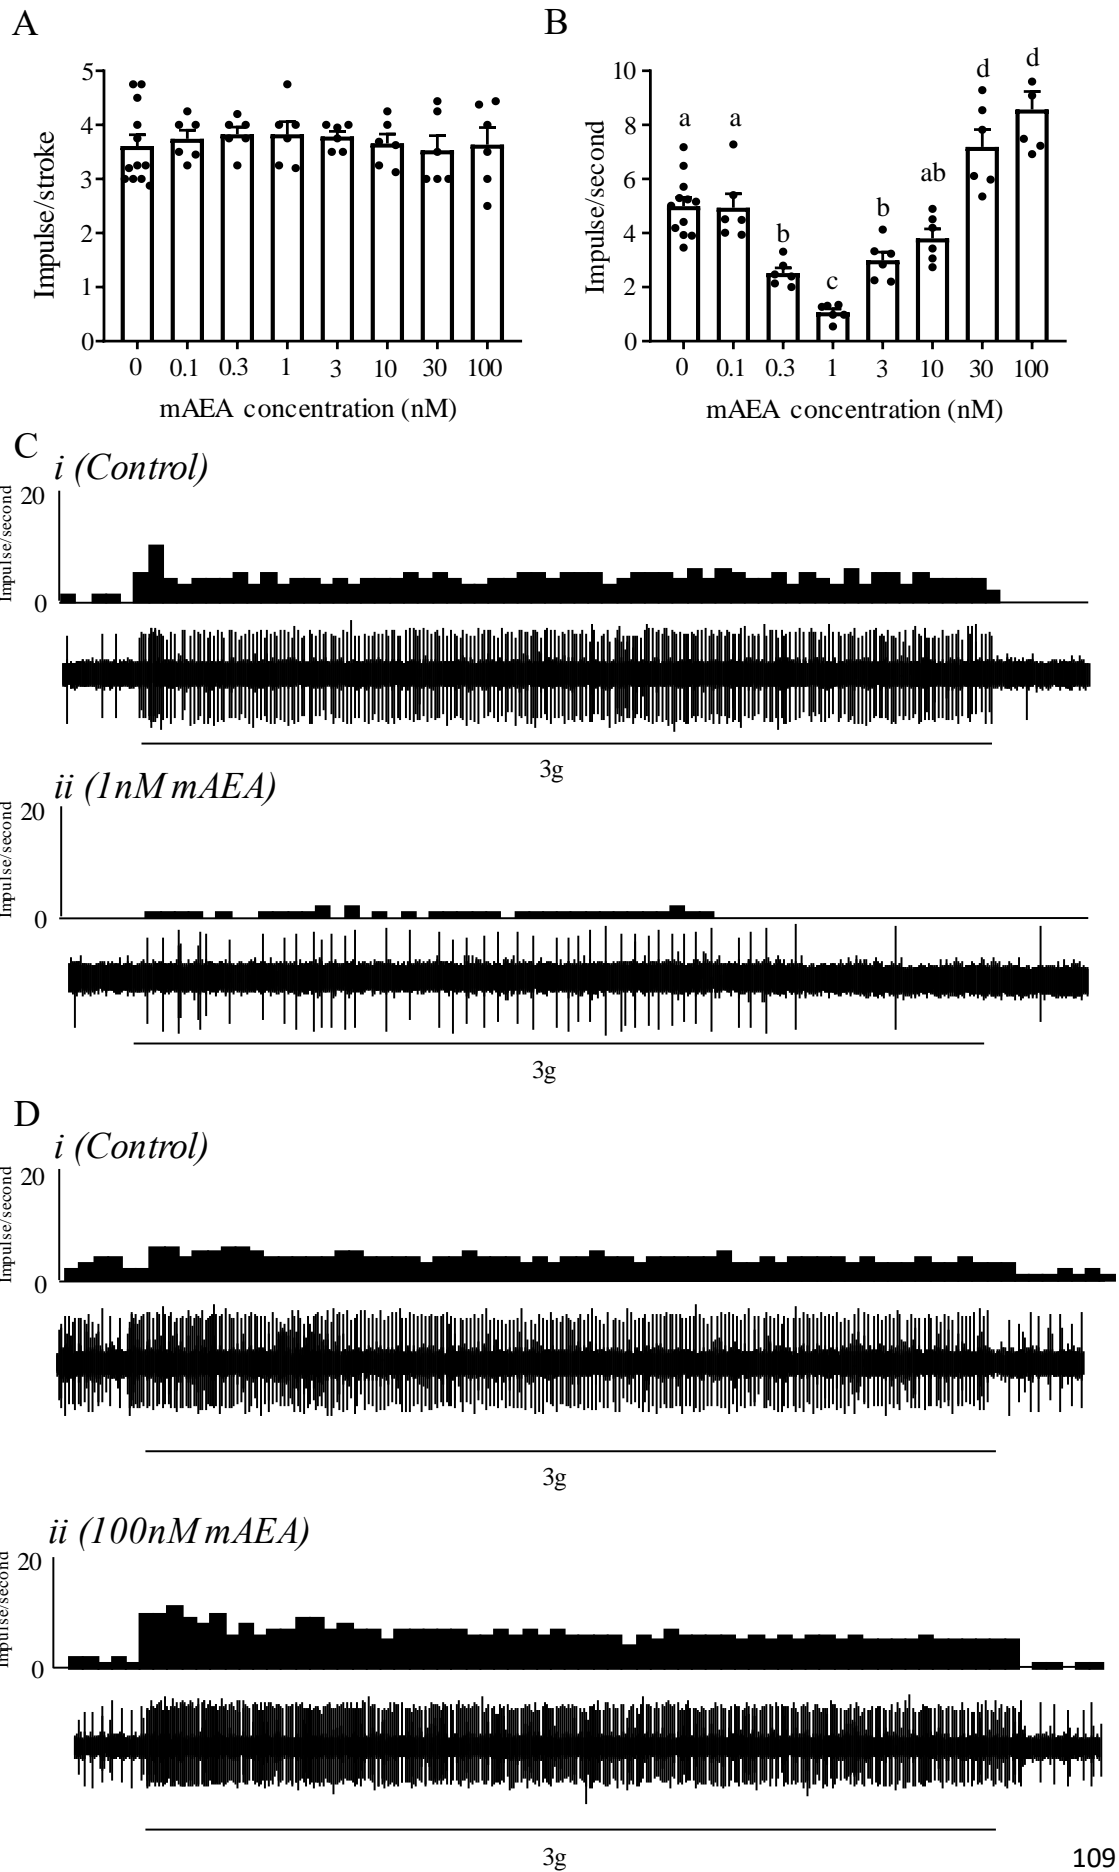 A
Impulse/stroke
5
4
3
2
1
0
0 0.1 0.3 1 3 10 30 100
mAEA concentration (nM)
B
Impulse/second
10
8
6
4
2
0
a a b c b ab d d
0 0.1 0.3 1 3 10 30 100
mAEA concentration (nM)
C
i (Control)
Impulse/second
20
0
3g
ii (1nM mAEA)
Impulse/second
20
0
3g
D
i (Control)
Impulse/second
20
0
3g
ii (100nM mAEA)
Impulse/second
20
0
3g
109